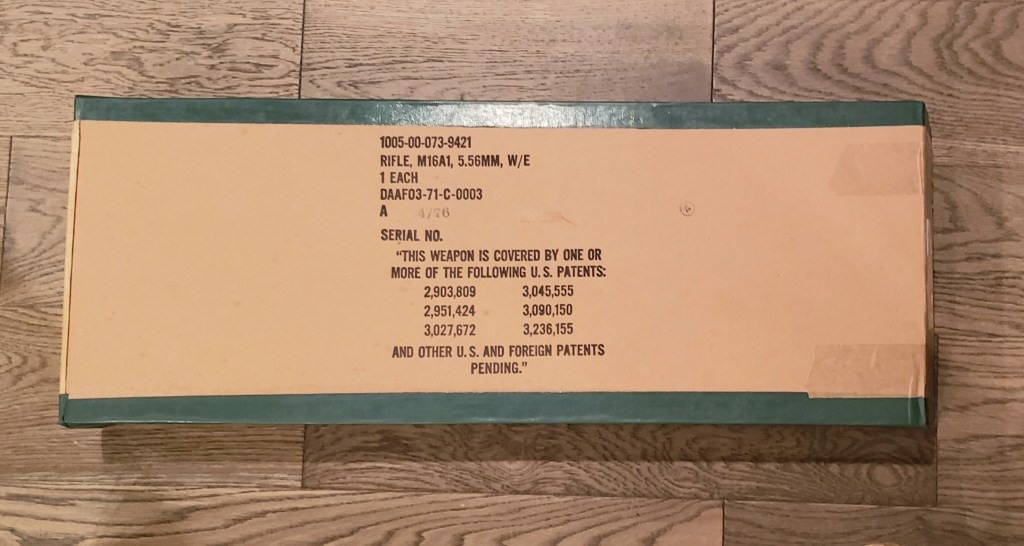 1005-00-073-9421
RIFLE, M16A1, 5.56MM, W/E
1 EACH
DAAF03-71-C-0003
A 4/76
SERIAL NO.
“THIS WEAPON IS COVERED BY ONE OR
MORE OF THE FOLLOWING U.S. PATENTS:
2,903,809 3,045,555
2,951,424 3,090,150
3,027,672 3,236,155
AND OTHER U.S. AND FOREIGN PATENTS
PENDING.”